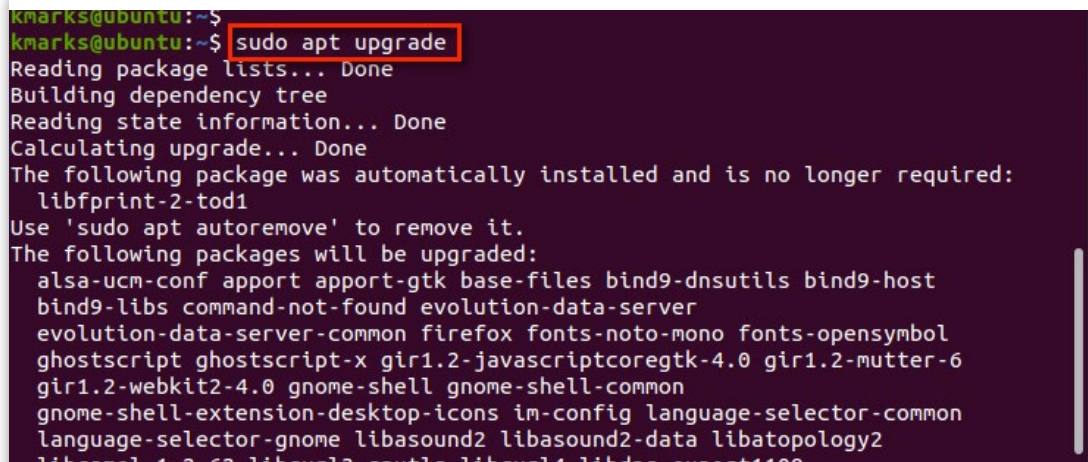 kmarks@ubuntu:~$
kmarks@ubuntu:~$ sudo apt upgrade
Reading package lists... Done
Building dependency tree
Reading state information... Done
Calculating upgrade... Done
The following package was automatically installed and is no longer required:
  libfprint-2-tod1
Use 'sudo apt autoremove' to remove it.
The following packages will be upgraded:
  alsa-ucm-conf apport apport-gtk base-files bind9-dnsutils bind9-host
  bind9-libs command-not-found evolution-data-server
  evolution-data-server-common firefox fonts-noto-mono fonts-opensymbol
  ghostscript ghostscript-x gir1.2-javascriptcoregtk-4.0 gir1.2-mutter-6
  gir1.2-webkit2-4.0 gnome-shell gnome-shell-common
  gnome-shell-extension-desktop-icons im-config language-selector-common
  language-selector-gnome libasound2 libasound2-data libatopology2